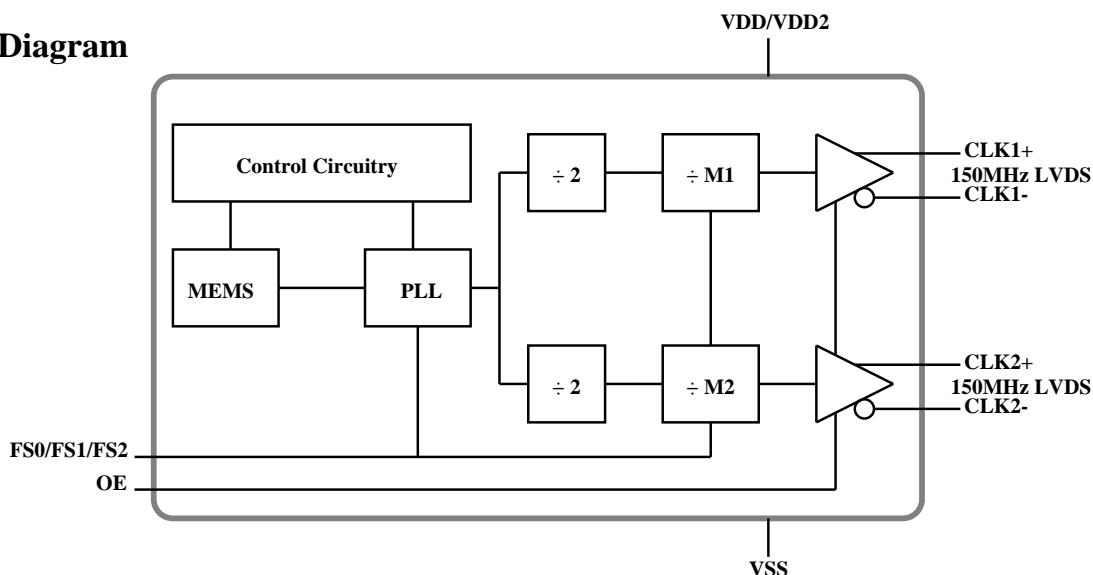 VDD/VDD2
Diagram
Control Circuitry
÷ 2
÷ M1
CLK1+
150MHz LVDS
CLK1-
MEMS
PLL
÷ 2
÷ M2
CLK2+
150MHz LVDS
CLK2-
FS0/FS1/FS2
OE
VSS